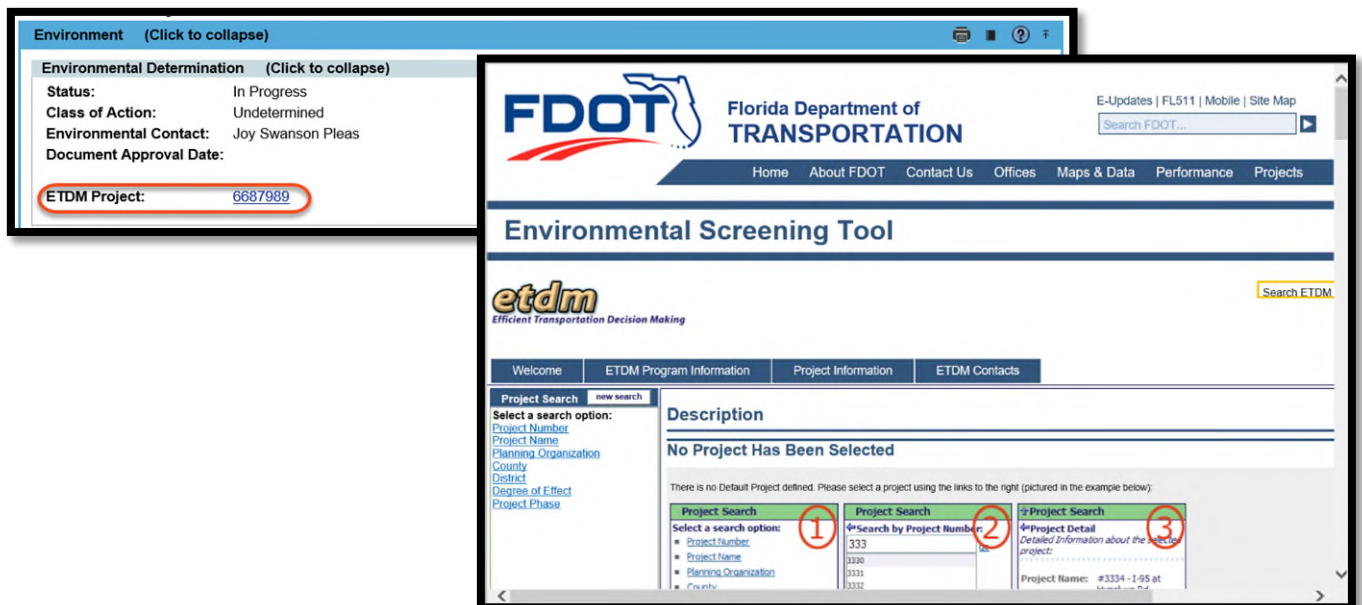 Environment (Click to collapse)
Environmental Determination (Click to collapse)
Status: In Progress
Class of Action: Undetermined
Environmental Contact: Joy Swanson Pleas
Document Approval Date:
ETDM Project: 6687989
FDOT
Florida Department of
TRANSPORTATION
E-Updates | FL511 | Mobile | Site Map
Search FDOT...
Home About FDOT Contact Us Offices Maps & Data Performance Projects
Environmental Screening Tool
etdm
Efficient Transportation Decision Making
Search ETDM
Welcome ETDM Program Information Project Information ETDM Contacts
Project Search new search
Select a search option:
Project Number
Project Name
Planning Organization
County
District
Degree of Effect
Project Phase
Description
No Project Has Been Selected
There is no Default Project defined. Please select a project using the links to the right (pictured in the example below):
Project Search
1
Select a search option:
Project Number
Project Name
Planning Organization
County
Project Search
2
Search by Project Number:
333
3330
3331
3332
Project Search
3
Project Detail
Detailed Information about the selected
project:
Project Name: #3334 - I-95 at